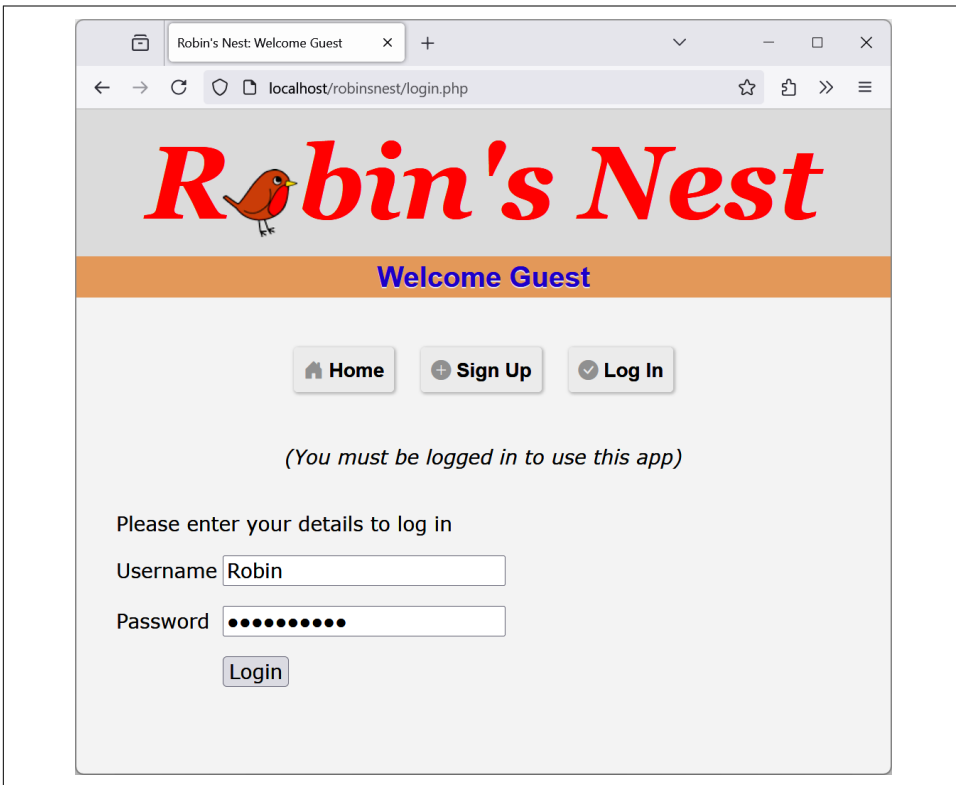 Robin's Nest: Welcome Guest
localhost/robinsnest/login.php
Robin's Nest
Welcome Guest
Home Sign Up Log In
(You must be logged in to use this app)
Please enter your details to log in
Username Robin
Password ●●●●●●●●●●
Login